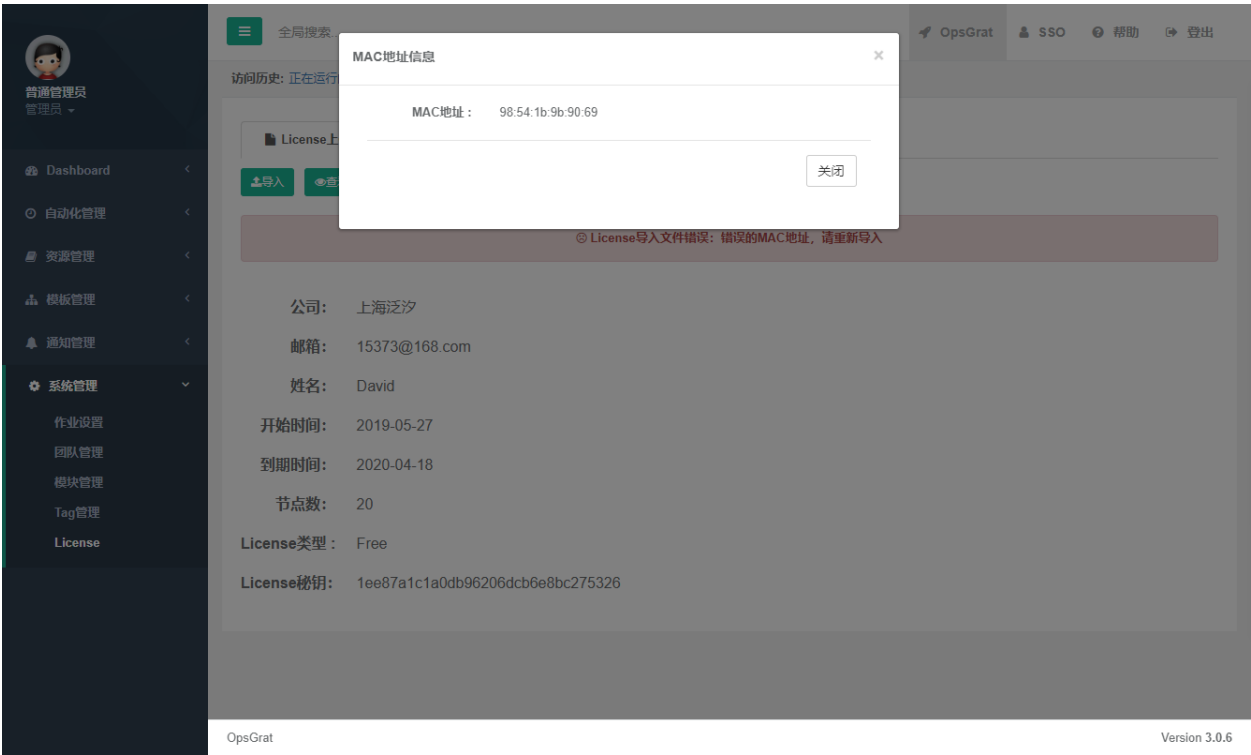 全局搜索
OpsGrat
SSO
帮助
登出
普通管理员
管理员
访问历史: 正在运行
MAC地址信息
×
MAC地址： 98:54:1b:9b:90:69
关闭
License上
导入
查
License导入文件错误：错误的MAC地址，请重新导入
Dashboard
自动化管理
资源管理
模板管理
通知管理
系统管理
作业设置
团队管理
模块管理
Tag管理
License
公司： 上海泛汐
邮箱： 15373@168.com
姓名： David
开始时间： 2019-05-27
到期时间： 2020-04-18
节点数： 20
License类型： Free
License秘钥： 1ee87a1c1a0db96206dcb6e8bc275326
OpsGrat
Version 3.0.6